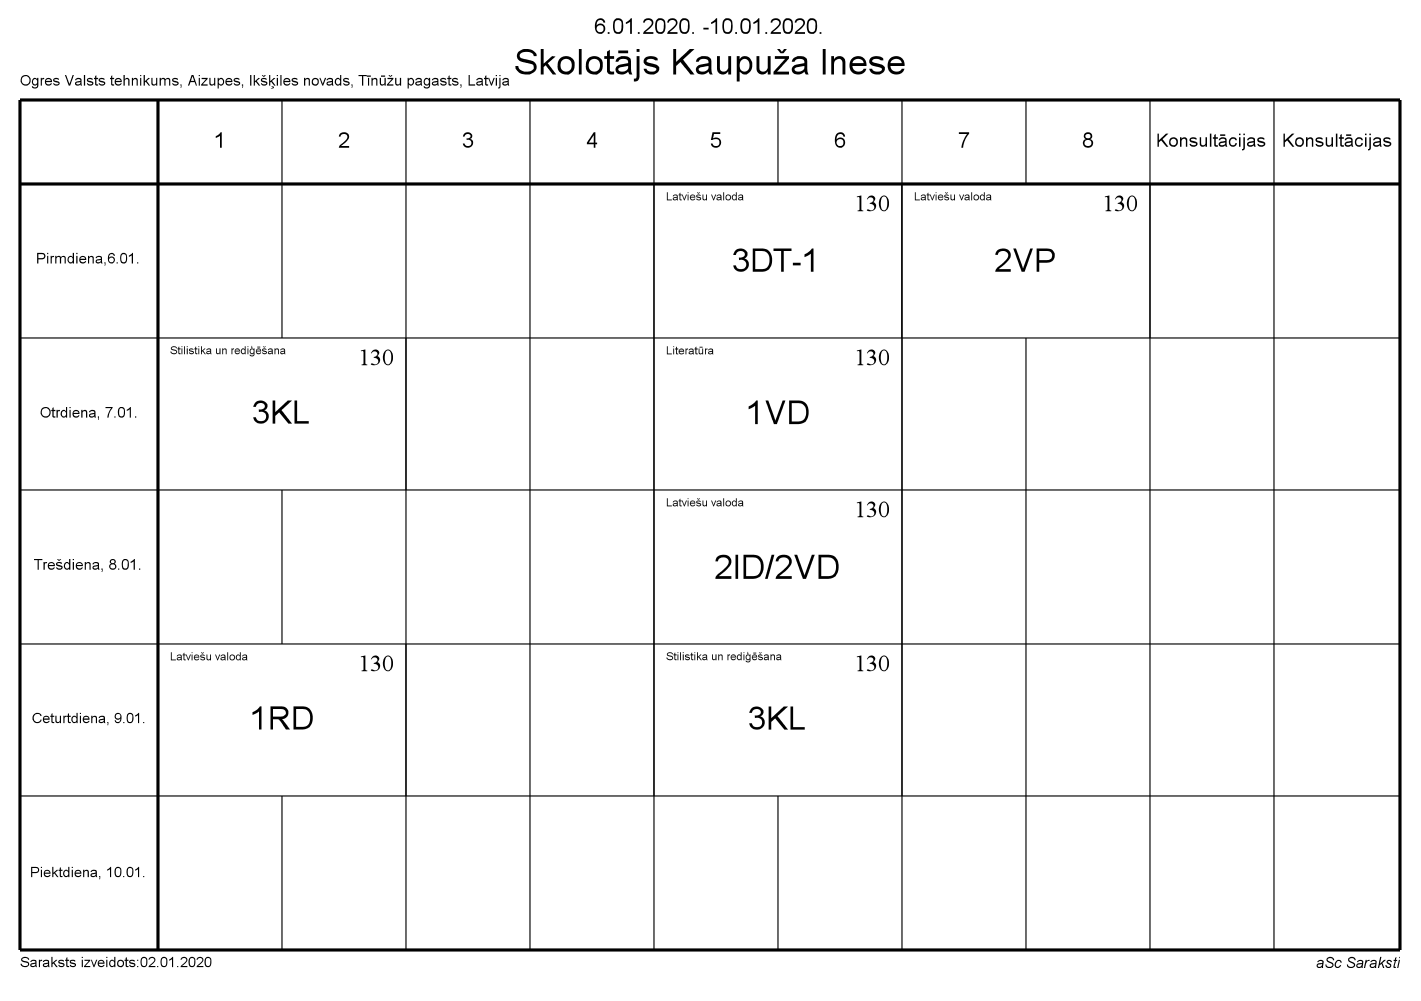 6.01.2020. -10.01.2020.
Skolotājs Kaupuža Inese
Ogres Valsts tehnikums, Aizupes, Ikšķiles novads, Tīnūžu pagasts, Latvija
1 2 3 4 5 6 7 8 Konsultācijas Konsultācijas
Latviešu valoda 130 Latviešu valoda 130
Pirmdiena,6.01. 3DT-1 2VP
Stilistika un rediģēšana 130 Literatūra 130
Otrdiena, 7.01. 3KL 1VD
Latviešu valoda 130
Trešdiena, 8.01. 2ID/2VD
Latviešu valoda 130 Stilistika un rediģēšana 130
Ceturtdiena, 9.01. 1RD 3KL
Piektdiena, 10.01.
Saraksts izveidots:02.01.2020 aSc Saraksti